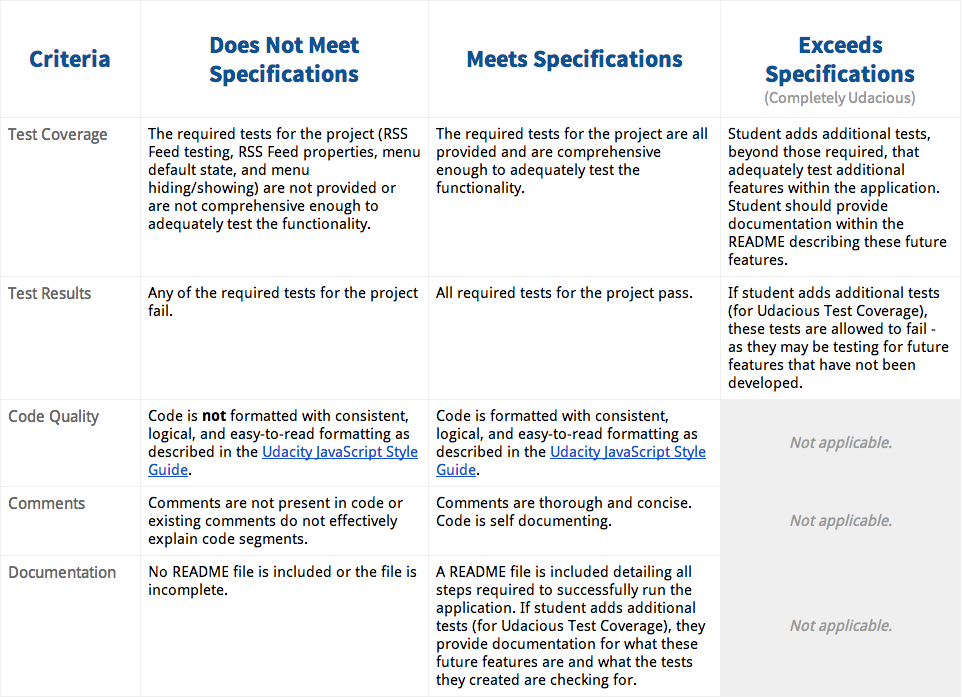 Criteria
Does Not Meet
Specifications
Meets Specifications
Exceeds
Specifications
(Completely Udacious)
Test Coverage
The required tests for the project (RSS
Feed testing, RSS Feed properties, menu
default state, and menu
hiding/showing) are not provided or
are not comprehensive enough to
adequately test the functionality.
The required tests for the project are all
provided and are comprehensive
enough to adequately test the
functionality.
Student adds additional tests,
beyond those required, that
adequately test additional
features within the application.
Student should provide
documentation within the
README describing these future
features.
Test Results
Any of the required tests for the project
fail.
All required tests for the project pass.
If student adds additional tests
(for Udacious Test Coverage),
these tests are allowed to fail -
as they may be testing for future
features that have not been
developed.
Code Quality
Code is not formatted with consistent,
logical, and easy-to-read formatting as
described in the Udacity JavaScript Style
Guide.
Code is formatted with consistent,
logical, and easy-to-read formatting as
described in the Udacity JavaScript Style
Guide.
Not applicable.
Comments
Comments are not present in code or
existing comments do not effectively
explain code segments.
Comments are thorough and concise.
Code is self documenting.
Not applicable.
Documentation
No README file is included or the file is
incomplete.
A README file is included detailing all
steps required to successfully run the
application. If student adds additional
tests (for Udacious Test Coverage), they
provide documentation for what these
future features are and what the tests
they created are checking for.
Not applicable.